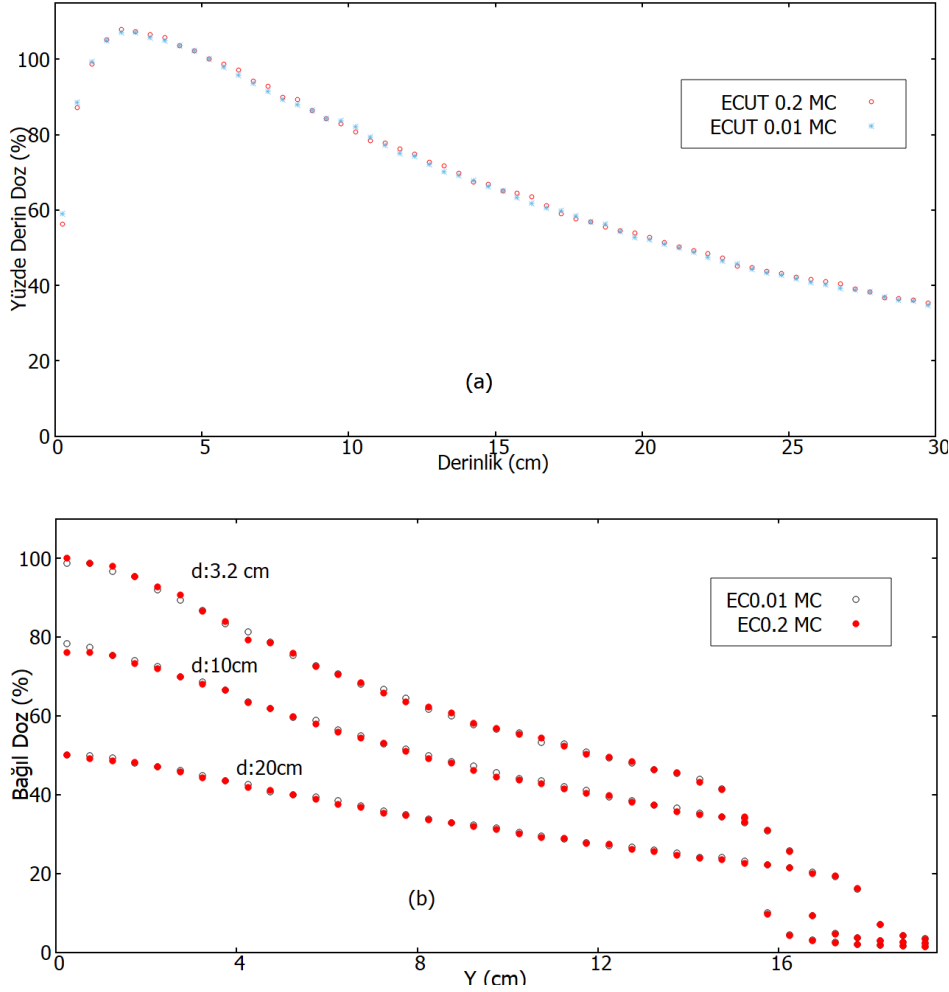 100
80
60
40
20
0
Yüzde Derin Doz (%)
ECUT 0.2 MC
ECUT 0.01 MC
(a)
0 5 10 15 20 25 30
Derinlik (cm)
100
80
60
40
20
0
Bağıl Doz (%)
d:3.2 cm
d:10cm
d:20cm
EC0.01 MC
EC0.2 MC
(b)
0 4 8 12 16
Y (cm)